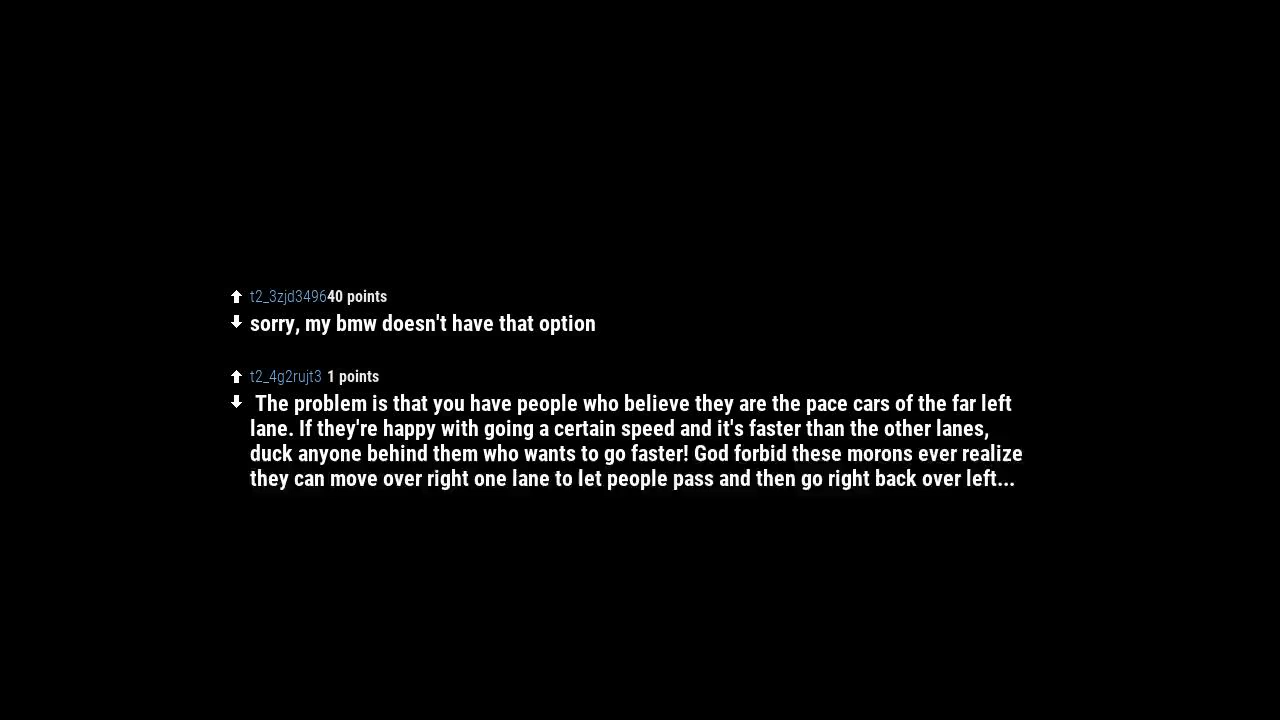 t2_3zjd349640 points
sorry, my bmw doesn't have that option
t2_4g2rujt3 1 points
The problem is that you have people who believe they are the pace cars of the far left
lane. If they're happy with going a certain speed and it's faster than the other lanes,
duck anyone behind them who wants to go faster! God forbid these morons ever realize
they can move over right one lane to let people pass and then go right back over left...